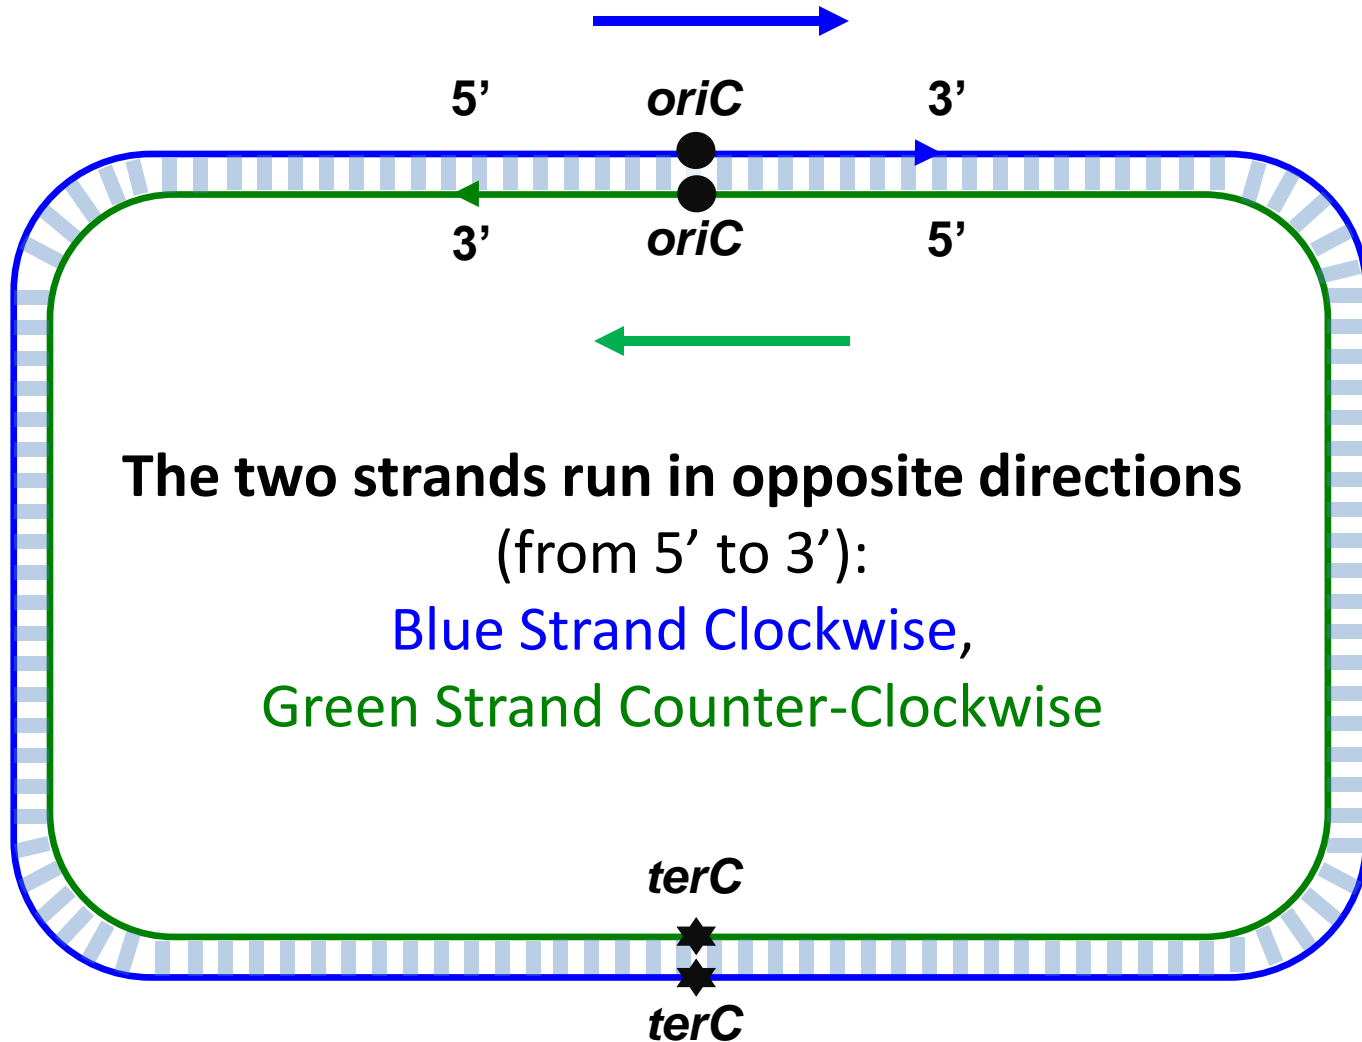 5’ oriC 3’
3’ oriC 5’
The two strands run in opposite directions
(from 5’ to 3’):
Blue Strand Clockwise,
Green Strand Counter-Clockwise
terC
terC